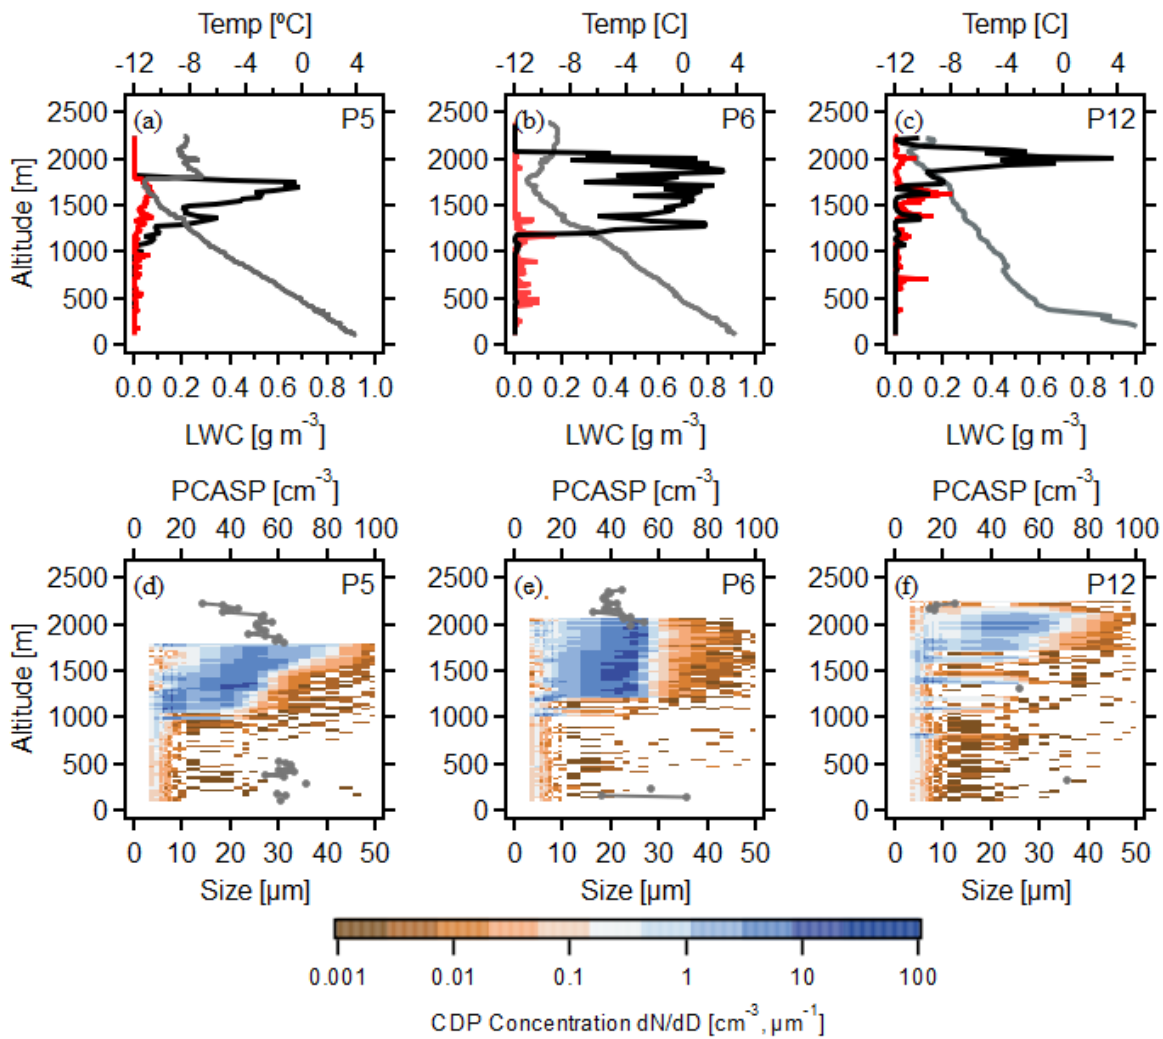 Temp [ºC] Temp [C] Temp [C]
-12 -8 -4 0 4 -12 -8 -4 0 4 -12 -8 -4 0 4
(a) P5 (b) P6 (c) P12
2500 2500 2500
2000 2000 2000
1500 1500 1500
1000 1000 1000
500 500 500
0 0 0
Altitude [m]
0.0 0.2 0.4 0.6 0.8 1.0 0.0 0.2 0.4 0.6 0.8 1.0 0.0 0.2 0.4 0.6 0.8 1.0
LWC [g m-3] LWC [g m-3] LWC [g m-3]
PCASP [cm-3] PCASP [cm-3] PCASP [cm-3]
0 20 40 60 80 100 0 20 40 60 80 100 0 20 40 60 80 100
(d) P5 (e) P6 (f) P12
2500 2500 2500
2000 2000 2000
1500 1500 1500
1000 1000 1000
500 500 500
0 0 0
Altitude [m]
0 10 20 30 40 50 0 10 20 30 40 50 0 10 20 30 40 50
Size [µm] Size [µm] Size [µm]
0.001 0.01 0.1 1 10 100
CDP Concentration dN/dD [cm-3, µm-1]